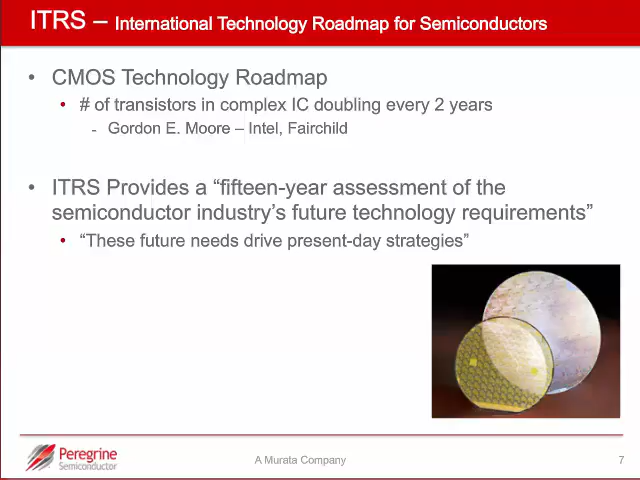 ITRS – International Technology Roadmap for Semiconductors
• CMOS Technology Roadmap
• # of transistors in complex IC doubling every 2 years
- Gordon E. Moore – Intel, Fairchild
• ITRS Provides a “fifteen-year assessment of the
semiconductor industry’s future technology requirements”
• “These future needs drive present-day strategies”
Peregrine
Semiconductor
A Murata Company
7